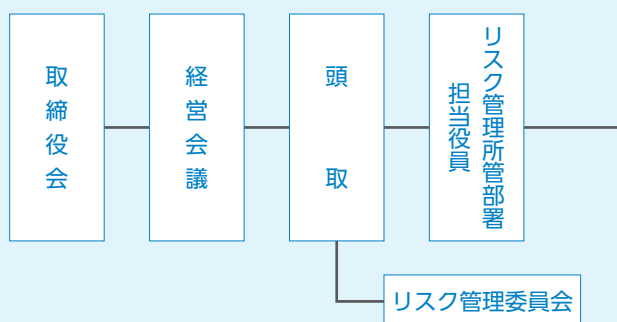 取締役会
経営会議
頭取
リスク管理所管部署
担当役員
リスク管理委員会